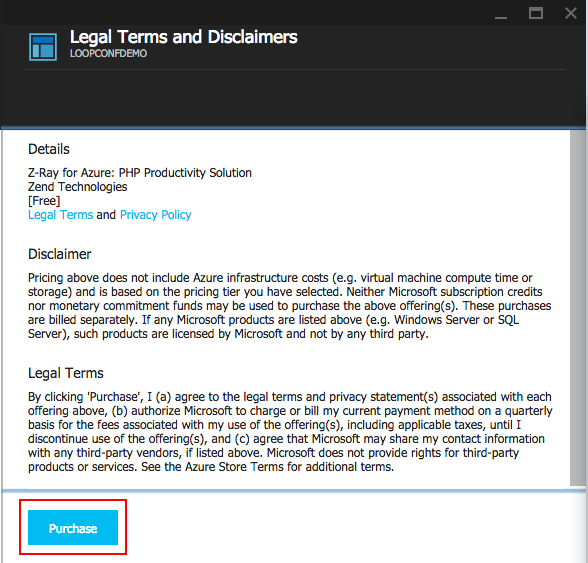 Legal Terms and Disclaimers
LOOPCONFDEMO
Details
Z-Ray for Azure: PHP Productivity Solution
Zend Technologies
[Free]
Legal Terms and Privacy Policy
Disclaimer
Pricing above does not include Azure infrastructure costs (e.g. virtual machine compute time or
storage) and is based on the pricing tier you have selected. Neither Microsoft subscription credits
nor monetary commitment funds may be used to purchase the above offering(s). These purchases
are billed separately. If any Microsoft products are listed above (e.g. Windows Server or SQL
Server), such products are licensed by Microsoft and not by any third party.
Legal Terms
By clicking 'Purchase', I (a) agree to the legal terms and privacy statement(s) associated with each
offering above, (b) authorize Microsoft to charge or bill my current payment method on a quarterly
basis for the fees associated with my use of the offering(s), including applicable taxes, until I
discontinue use of the offering(s), and (c) agree that Microsoft may share my contact information
with any third-party vendors, if listed above. Microsoft does not provide rights for third-party
products or services. See the Azure Store Terms for additional terms.
Purchase